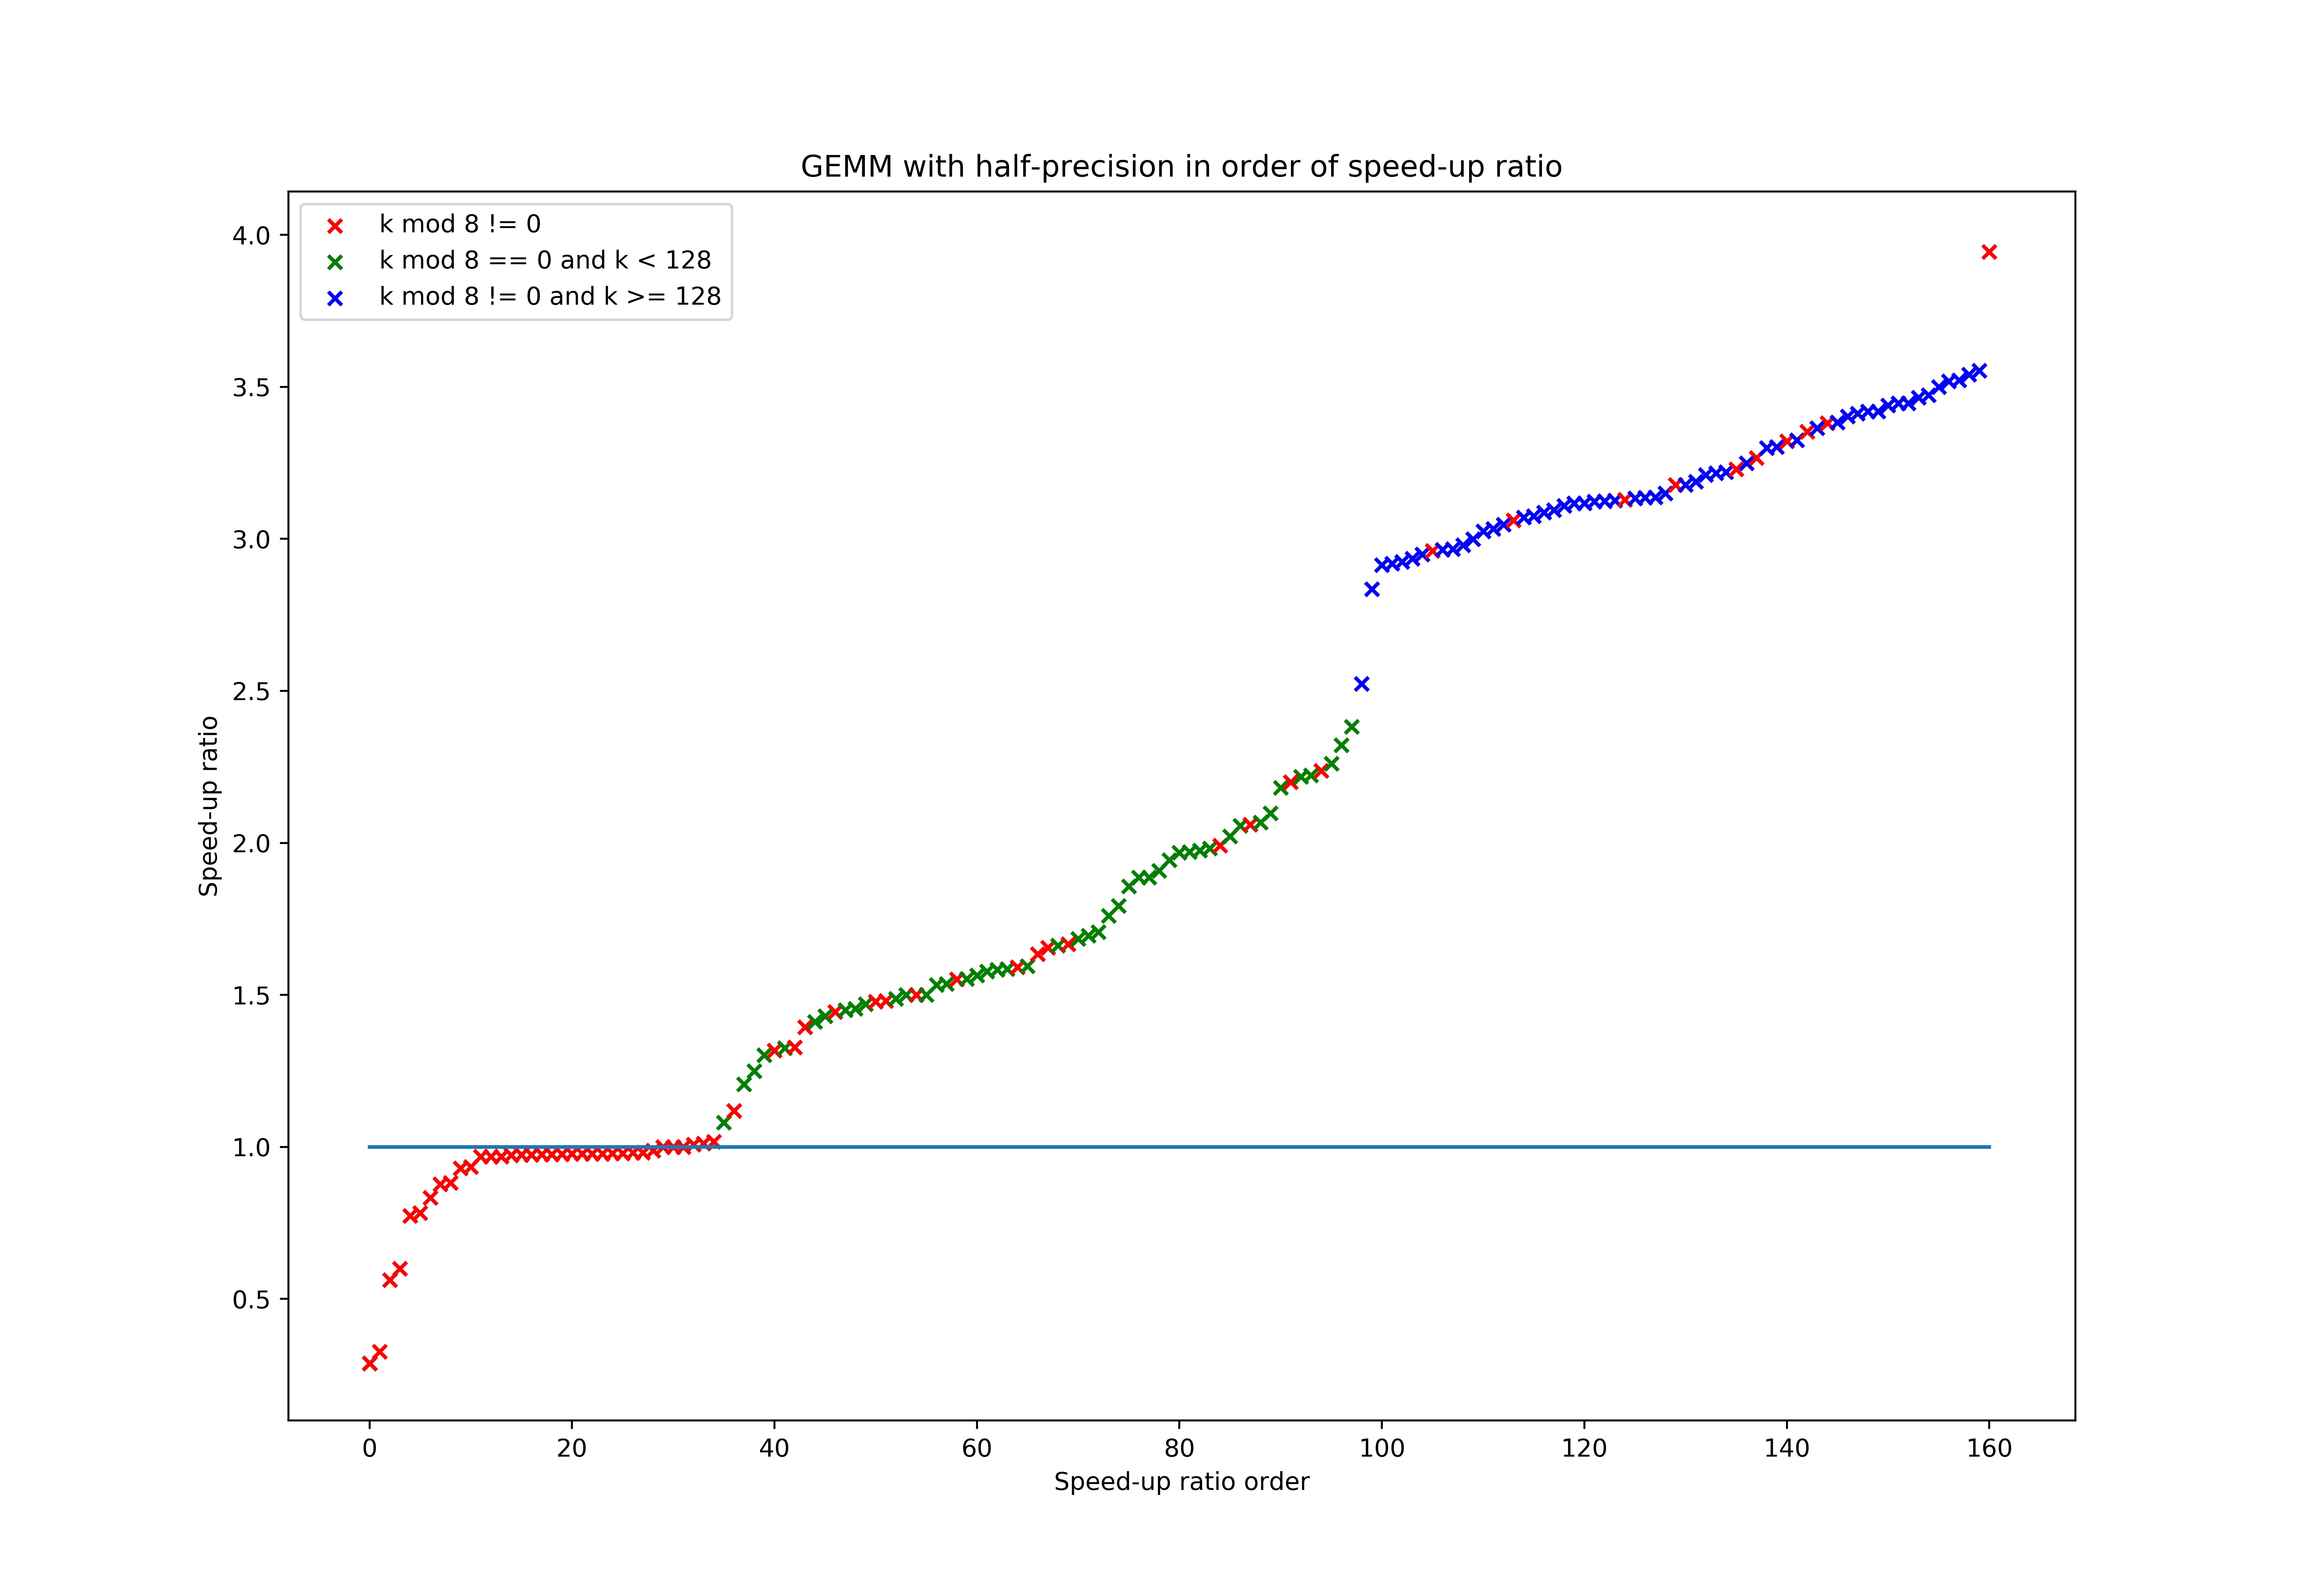 GEMM with half-precision in order of speed-up ratio
k mod 8 != 0
k mod 8 == 0 and k < 128
k mod 8 != 0 and k >= 128
4.0
3.5
3.0
2.5
2.0
1.5
1.0
0.5
Speed-up ratio
0 20 40 60 80 100 120 140 160
Speed-up ratio order